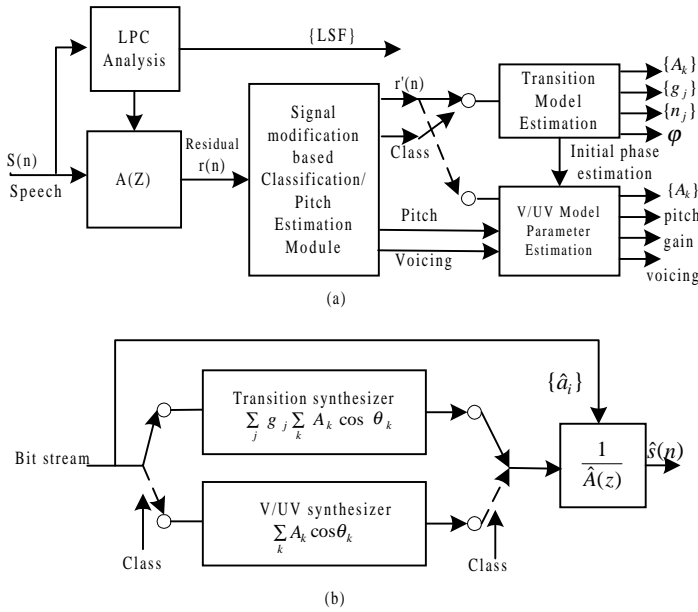 LPC
Analysis
{LSF}
S(n)
Speech
A(Z)
Residual
r(n)
Signal
modification
based
Classification/
Pitch
Estimation
Module
r'(n)
Class
Pitch
Voicing
Transition
Model
Estimation
{A_k}
{g_j}
{n_j}
φ
Initial phase
estimation
V/UV Model
Parameter
Estimation
{A_k}
pitch
gain
voicing
(a)
Bit stream
Transition synthesizer
∑_j g_j ∑_k A_k cos θ_k
V/UV synthesizer
∑_k A_k cosθ_k
Class
Class
{â_i}
1/Â(z)
ŝ(n)
(b)